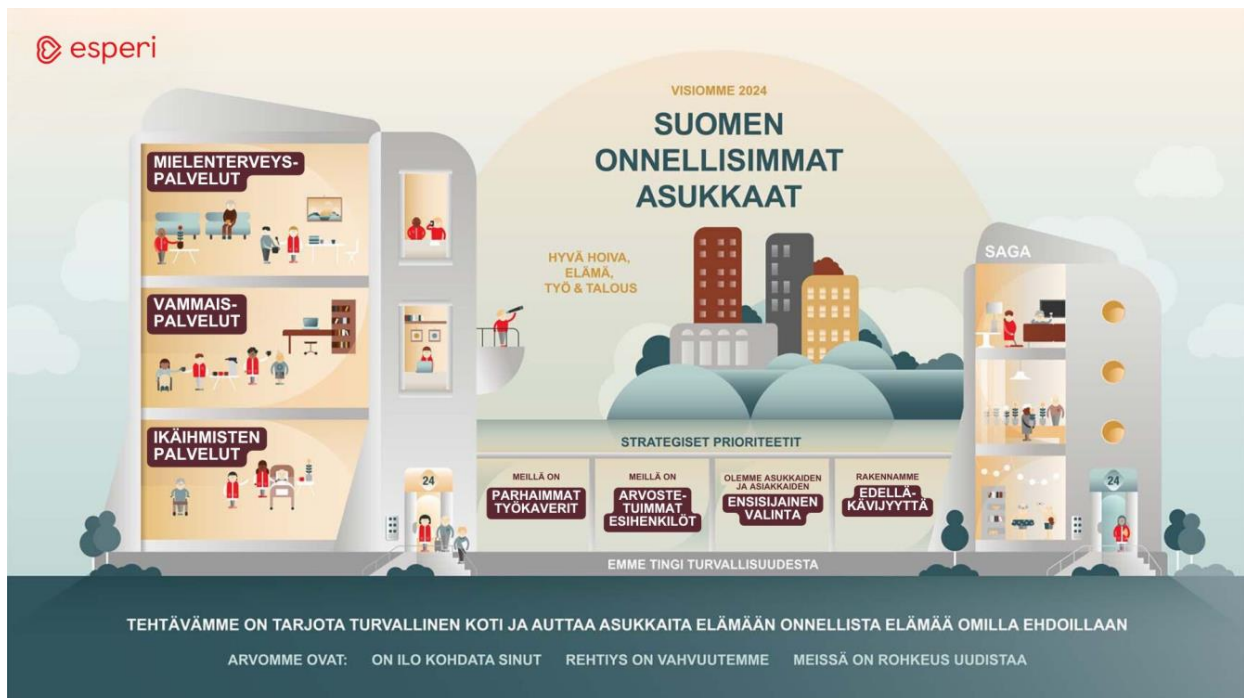 esperi
VISIOMME 2024
SUOMEN
ONNELLISIMMAT
ASUKKAAT
HYVÄ HOIVA,
ELÄMÄ,
TYÖ & TALOUS
MIELENTERVEYS-
PALVELUT
VAMMAIS-
PALVELUT
IKÄIHMISTEN
PALVELUT
24
SAGA
24
STRATEGISET PRIORITEETIT
MEILLÄ ON
PARHAIMMAT
TYÖKAVERIT
MEILLÄ ON
ARVOSTE-
TUIMMAT
ESIHENKILÖT
OLEMME ASUKKAIDEN
JA ASIAKKAIDEN
ENSISIJAINEN
VALINTA
RAKENNAMME
EDELLÄ-
KÄVIJYYTTÄ
EMME TINGI TURVALLISUUDESTA
TEHTÄVÄMME ON TARJOTA TURVALLINEN KOTI JA AUTTAA ASUKKAITA ELÄMÄÄN ONNELLISTA ELÄMÄÄ OMILLA EHDOILLAAN
ARVOMME OVAT: ON ILO KOHDATA SINUT REHTIYS ON VAHVUUTEMME MEISSÄ ON ROHKEUS UUDISTAA